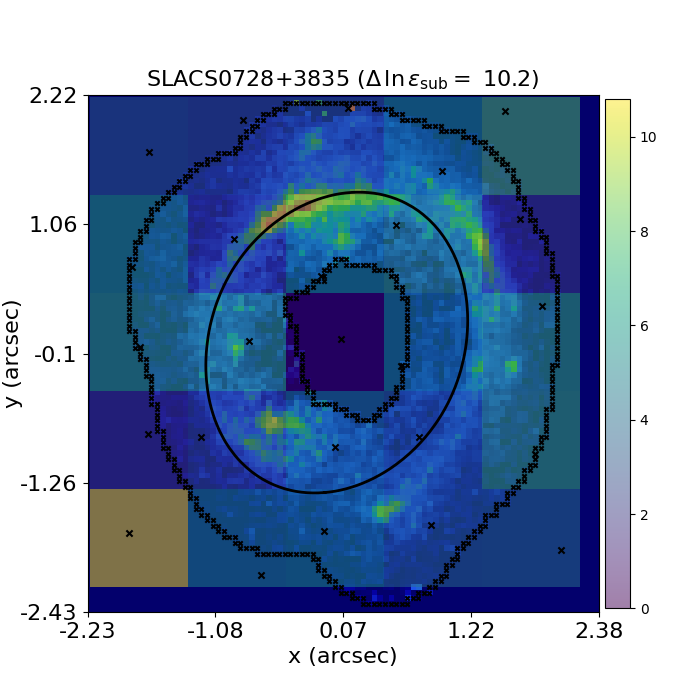 SLACS0728+3835 (Δ ln ε_sub = 10.2)
2.22
1.06
-0.1
-1.26
-2.43
y (arcsec)
-2.23 -1.08 0.07 1.22 2.38
x (arcsec)
10
8
6
4
2
0